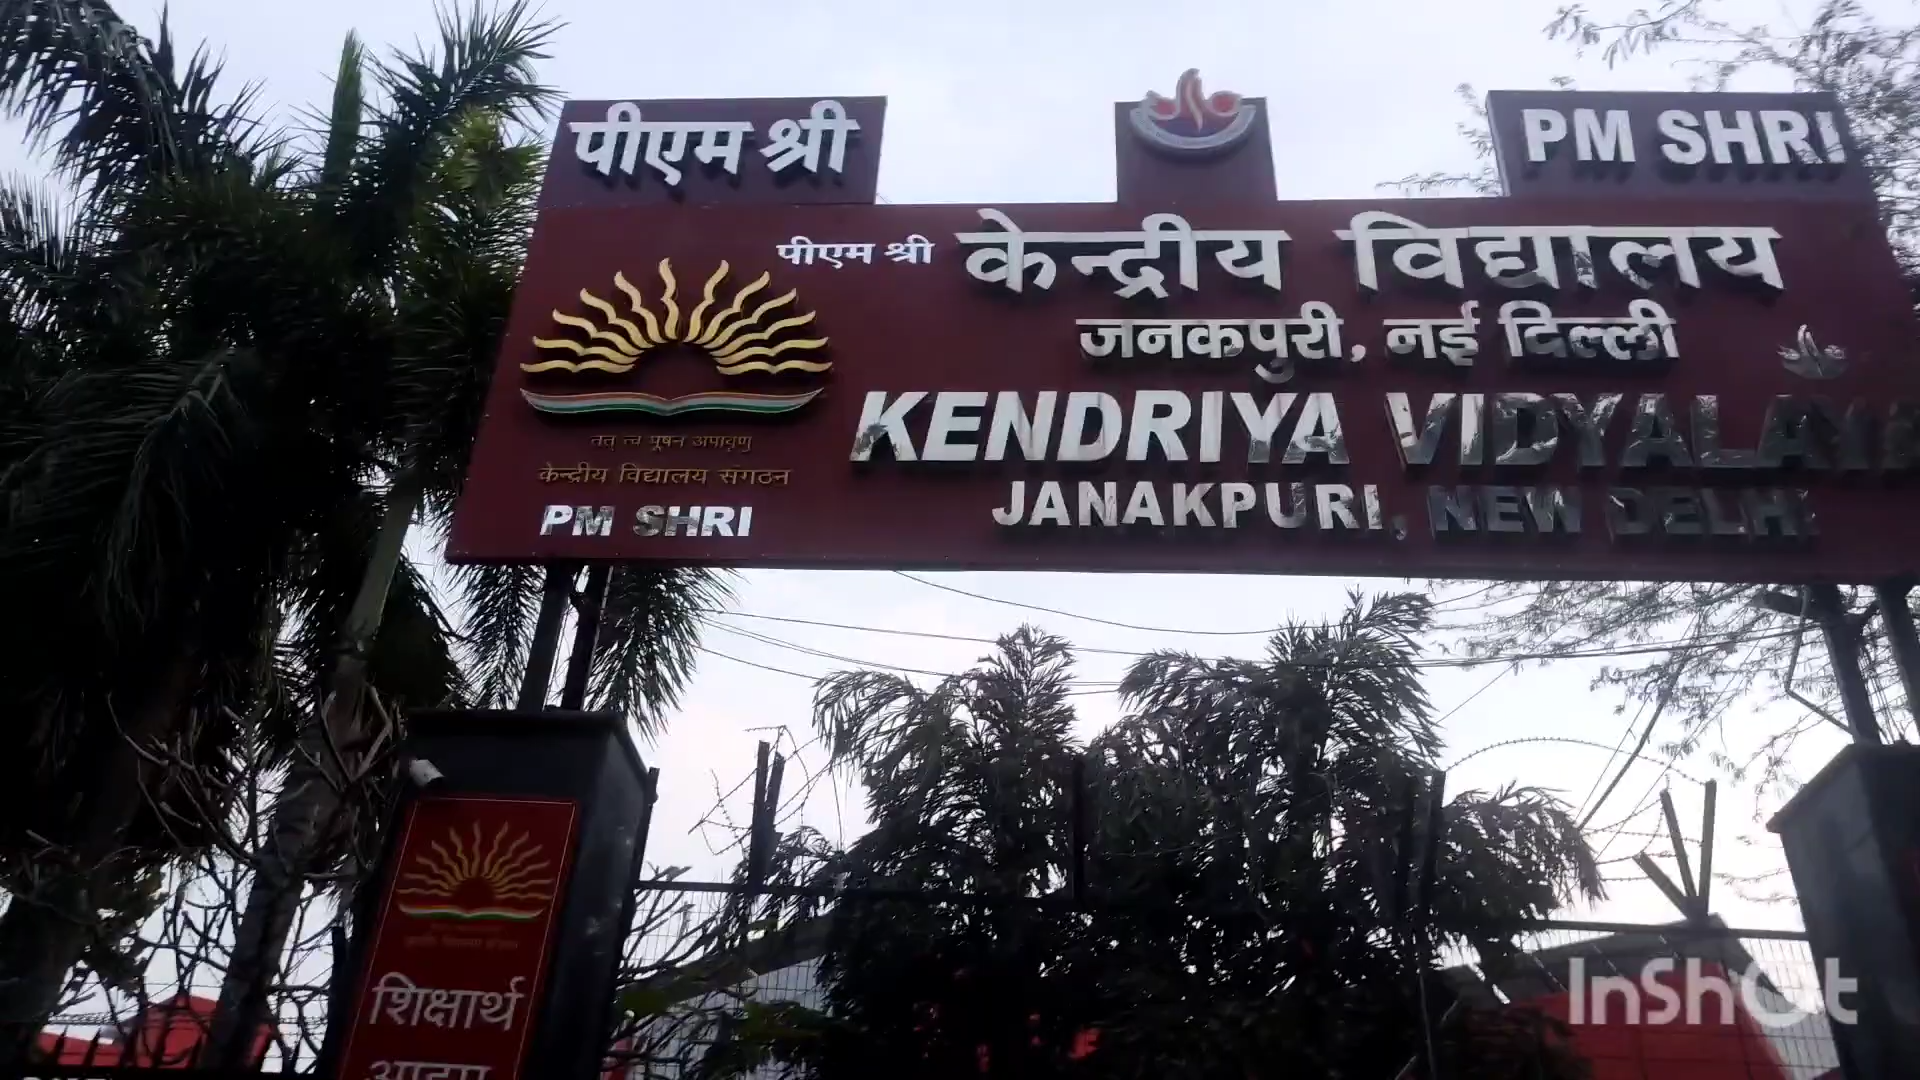 पीएम श्री
PM SHRI
पीएम श्री केन्द्रीय विद्यालय
जनकपुरी, नई दिल्ली
KENDRIYA VIDYALAYA
JANAKPURI, NEW DELHI
तत् त्वं पूषन् अपावृणु
केन्द्रीय विद्यालय संगठन
PM SHRI
शिक्षार्थ
InShOt